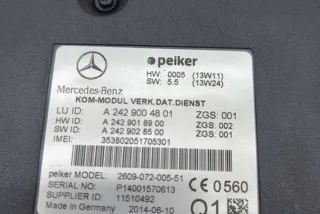 peiker
HW: 0005 (13W11)
SW: 5.5 (13W24)
Mercedes-Benz
KOM-MODUL VERK.DAT.DIENST
LU ID: A 242 900 48 01 ZGS: 001
HW ID: A 242 901 89 00 ZGS: 002
SW ID: A 242 902 85 00 ZGS: 001
IMEI: 353802051705301
peiker MODEL: 2609-072-005-51
Serial No: P14001570613 CE 0560
Supplier ID: 11510492 Q1
Date: 2014-06-10